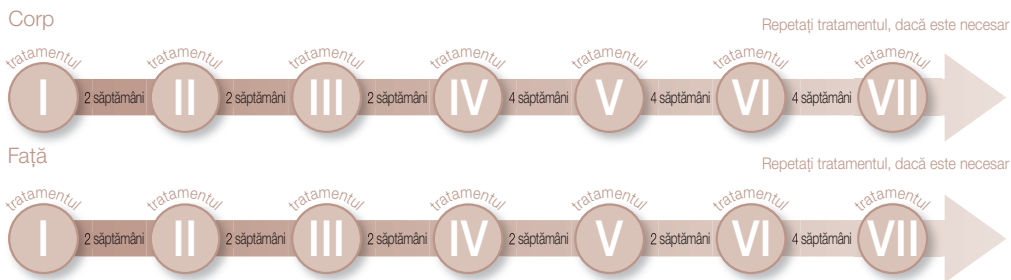 Corp
Repetați tratamentul, dacă este necesar
tratamentul tratamentul tratamentul tratamentul tratamentul tratamentul tratamentul
I 2 săptămâni II 2 săptămâni III 2 săptămâni IV 4 săptămâni V 4 săptămâni VI 4 săptămâni VII
Față
Repetați tratamentul, dacă este necesar
tratamentul tratamentul tratamentul tratamentul tratamentul tratamentul tratamentul
I 2 săptămâni II 2 săptămâni III 2 săptămâni IV 2 săptămâni V 2 săptămâni VI 4 săptămâni VII